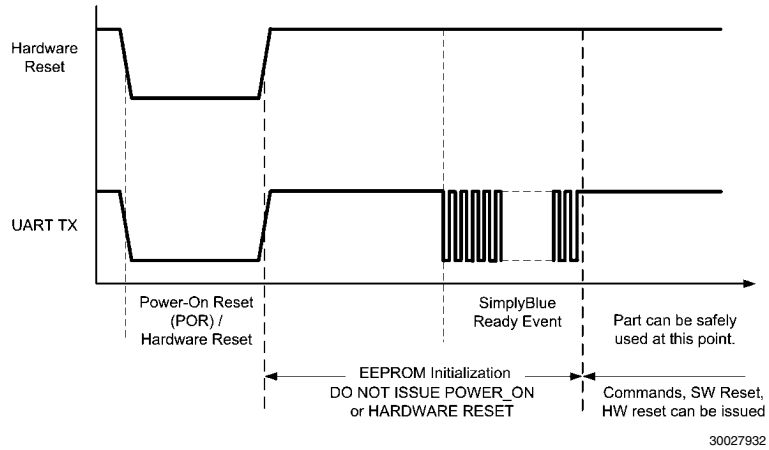 Hardware
Reset
UART TX
Power-On Reset
(POR) /
Hardware Reset
SimplyBlue
Ready Event
Part can be safely
used at this point.
EEPROM Initialization
DO NOT ISSUE POWER_ON
or HARDWARE RESET
Commands, SW Reset,
HW reset can be issued
30027932